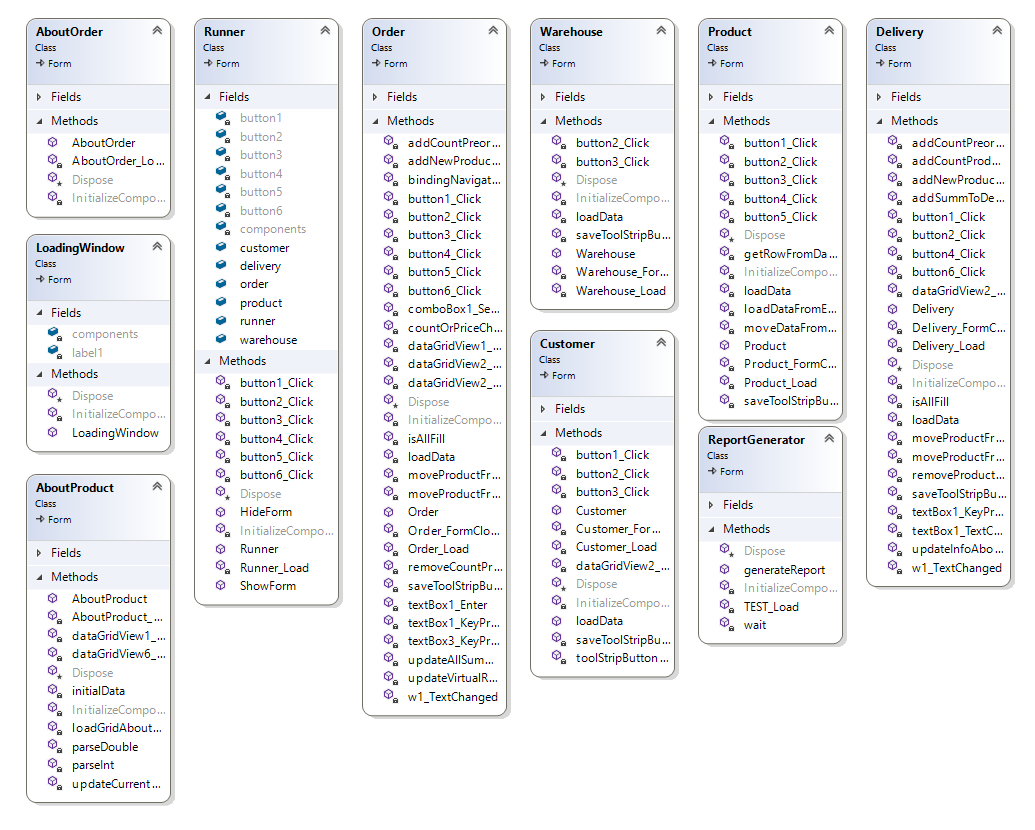 AboutOrder
Class
Form
Fields
Methods
AboutOrder
AboutOrder_Lo...
Dispose
InitializeCompo...
LoadingWindow
Class
Form
Fields
components
label1
Methods
Dispose
InitializeCompo...
LoadingWindow
AboutProduct
Class
Form
Fields
Methods
AboutProduct
AboutProduct_...
dataGridView1_...
dataGridView6_...
Dispose
initialData
InitializeCompo...
loadGridAbout...
parseDouble
parseInt
updateCurrent...
Runner
Class
Form
Fields
button1
button2
button3
button4
button5
button6
components
customer
delivery
order
product
runner
warehouse
Methods
button1_Click
button2_Click
button3_Click
button4_Click
button5_Click
button6_Click
Dispose
HideForm
InitializeCompo...
Runner
Runner_Load
ShowForm
Order
Class
Form
Fields
Methods
addCountPreor...
addNewProduc...
bindingNavigat...
button1_Click
button2_Click
button3_Click
button4_Click
button5_Click
button6_Click
comboBox1_Se...
countOrPriceCh...
dataGridView1_...
dataGridView2_...
dataGridView2_...
Dispose
InitializeCompo...
isAllFill
loadData
moveProductFr...
moveProductFr...
Order
Order_FormClo...
Order_Load
removeCountPr...
saveToolStripBu...
textBox1_Enter
textBox1_KeyPr...
textBox3_KeyPr...
updateAllSum...
updateVirtualR...
w1_TextChanged
Warehouse
Class
Form
Fields
Methods
button2_Click
button3_Click
Dispose
InitializeCompo...
loadData
saveToolStripBu...
Warehouse
Warehouse_For...
Warehouse_Load
Customer
Class
Form
Fields
Methods
button1_Click
button2_Click
button3_Click
Customer
Customer_For...
Customer_Load
dataGridView2_...
Dispose
InitializeCompo...
loadData
saveToolStripBu...
toolStripButton...
Product
Class
Form
Fields
Methods
button1_Click
button2_Click
button3_Click
button4_Click
button5_Click
Dispose
getRowFromDa...
InitializeCompo...
loadData
loadDataFromE...
moveDataFrom...
Product
Product_FormC...
Product_Load
saveToolStripBu...
ReportGenerator
Class
Form
Fields
Methods
Dispose
generateReport
InitializeCompo...
TEST_Load
wait
Delivery
Class
Form
Fields
Methods
addCountPreor...
addCountProd...
addNewProduc...
addSummToDe...
button1_Click
button2_Click
button4_Click
button6_Click
dataGridView2_...
Delivery
Delivery_FormC...
Delivery_Load
Dispose
InitializeCompo...
isAllFill
loadData
moveProductFr...
moveProductFr...
removeProduct...
saveToolStripBu...
textBox1_KeyPr...
textBox1_TextC...
updateInfoAbo...
w1_TextChanged